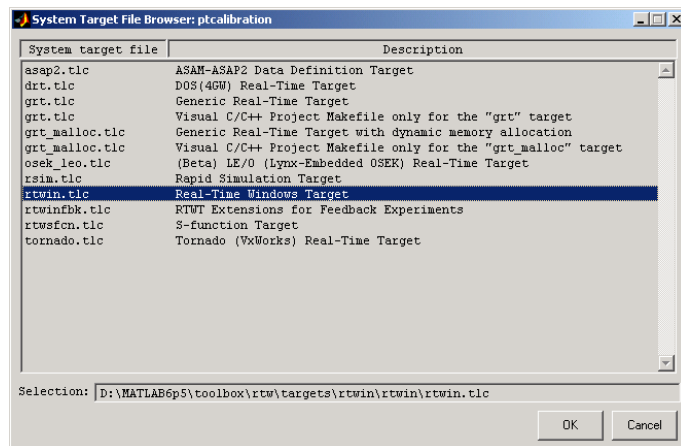 System Target File Browser: ptcalibration
System target file Description
asap2.tlc ASAM-ASAP2 Data Definition Target
drt.tlc DOS(4GW) Real-Time Target
grt.tlc Generic Real-Time Target
grt.tlc Visual C/C++ Project Makefile only for the "grt" target
grt_malloc.tlc Generic Real-Time Target with dynamic memory allocation
grt_malloc.tlc Visual C/C++ Project Makefile only for the "grt_malloc" target
osek_leo.tlc (Beta) LE/O (Lynx-Embedded OSEK) Real-Time Target
rsim.tlc Rapid Simulation Target
rtwin.tlc Real-Time Windows Target
rtwinfbk.tlc RTWT Extensions for Feedback Experiments
rtwsfcn.tlc S-function Target
tornado.tlc Tornado (VxWorks) Real-Time Target
Selection: D:\MATLAB6p5\toolbox\rtw\targets\rtwin\rtwin\rtwin.tlc
OK Cancel